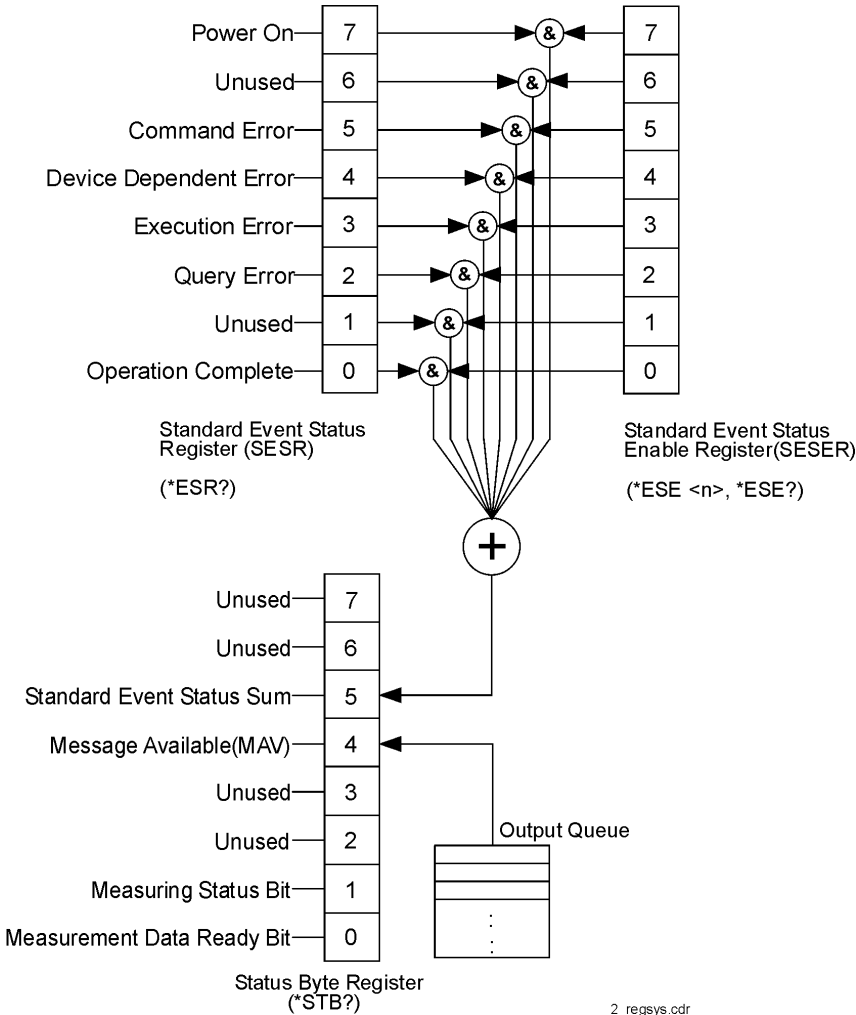 Power On 7 & 7
Unused 6 & 6
Command Error 5 & 5
Device Dependent Error 4 & 4
Execution Error 3 & 3
Query Error 2 & 2
Unused 1 & 1
Operation Complete 0 & 0
Standard Event Status
Register (SESR)
(*ESR?)
Standard Event Status
Enable Register(SESER)
(*ESE <n>, *ESE?)
+
Unused 7
Unused 6
Standard Event Status Sum 5
Message Available(MAV) 4
Unused 3
Output Queue
Unused 2
Measuring Status Bit 1
Measurement Data Ready Bit 0
Status Byte Register
(*STB?)
2_regsys.cdr